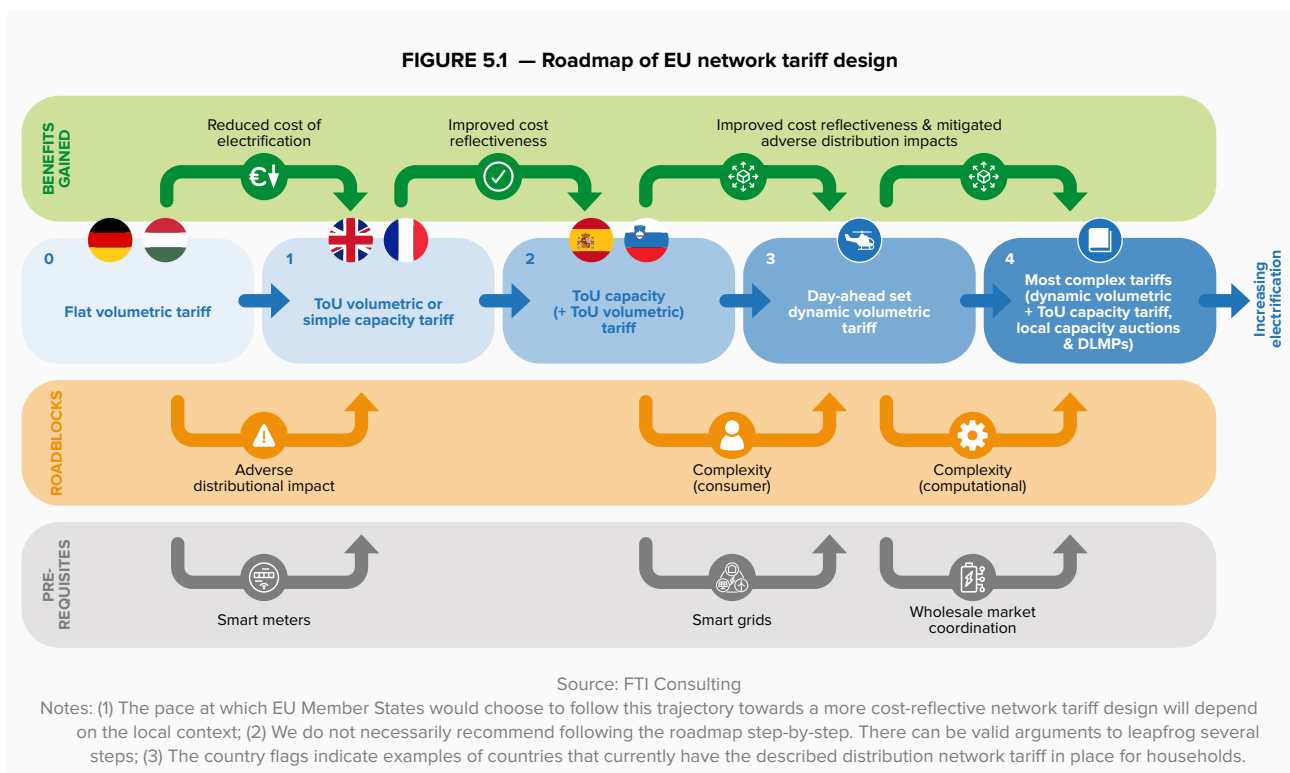 FIGURE 5.1 — Roadmap of EU network tariff design
BENEFITS
GAINED
Reduced cost of
electrification
Improved cost
reflectiveness
Improved cost reflectiveness & mitigated
adverse distribution impacts
€
0
Flat volumetric tariff
1
ToU volumetric or
simple capacity tariff
2
ToU capacity
(+ ToU volumetric)
tariff
3
Day-ahead set
dynamic volumetric
tariff
4
Most complex tariffs
(dynamic volumetric
+ ToU capacity tariff,
local capacity auctions
& DLMPs)
Increasing
electrification
ROADBLOCKS
Adverse
distributional impact
Complexity
(consumer)
Complexity
(computational)
PRE-
REQUISITES
Smart meters
Smart grids
Wholesale market
coordination
Source: FTI Consulting
Notes: (1) The pace at which EU Member States would choose to follow this trajectory towards a more cost-reflective network tariff design will depend
on the local context; (2) We do not necessarily recommend following the roadmap step-by-step. There can be valid arguments to leapfrog several
steps; (3) The country flags indicate examples of countries that currently have the described distribution network tariff in place for households.